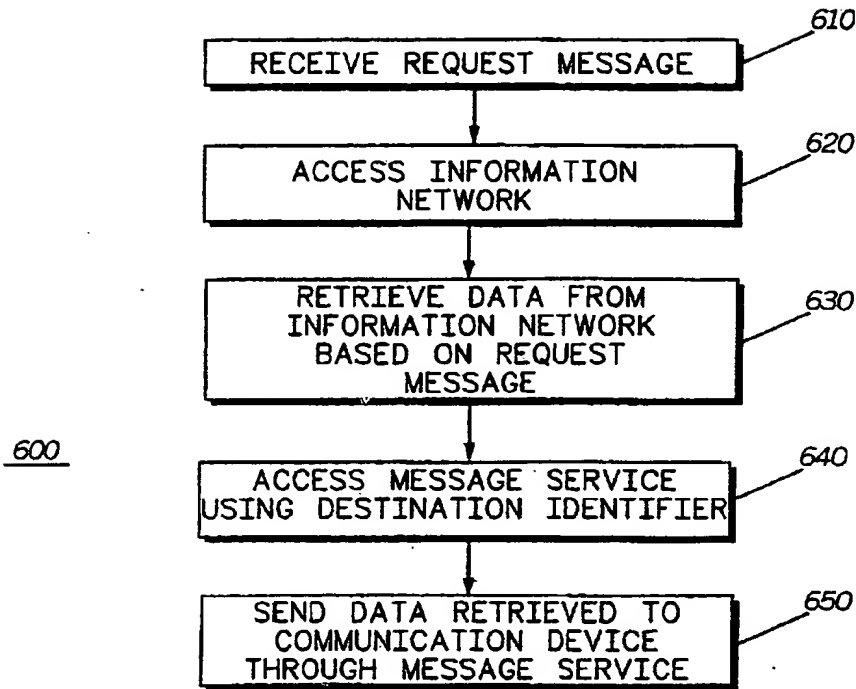 610
RECEIVE REQUEST MESSAGE
620
ACCESS INFORMATION
NETWORK
630
RETRIEVE DATA FROM
INFORMATION NETWORK
BASED ON REQUEST
MESSAGE
600
640
ACCESS MESSAGE SERVICE
USING DESTINATION IDENTIFIER
650
SEND DATA RETRIEVED TO
COMMUNICATION DEVICE
THROUGH MESSAGE SERVICE